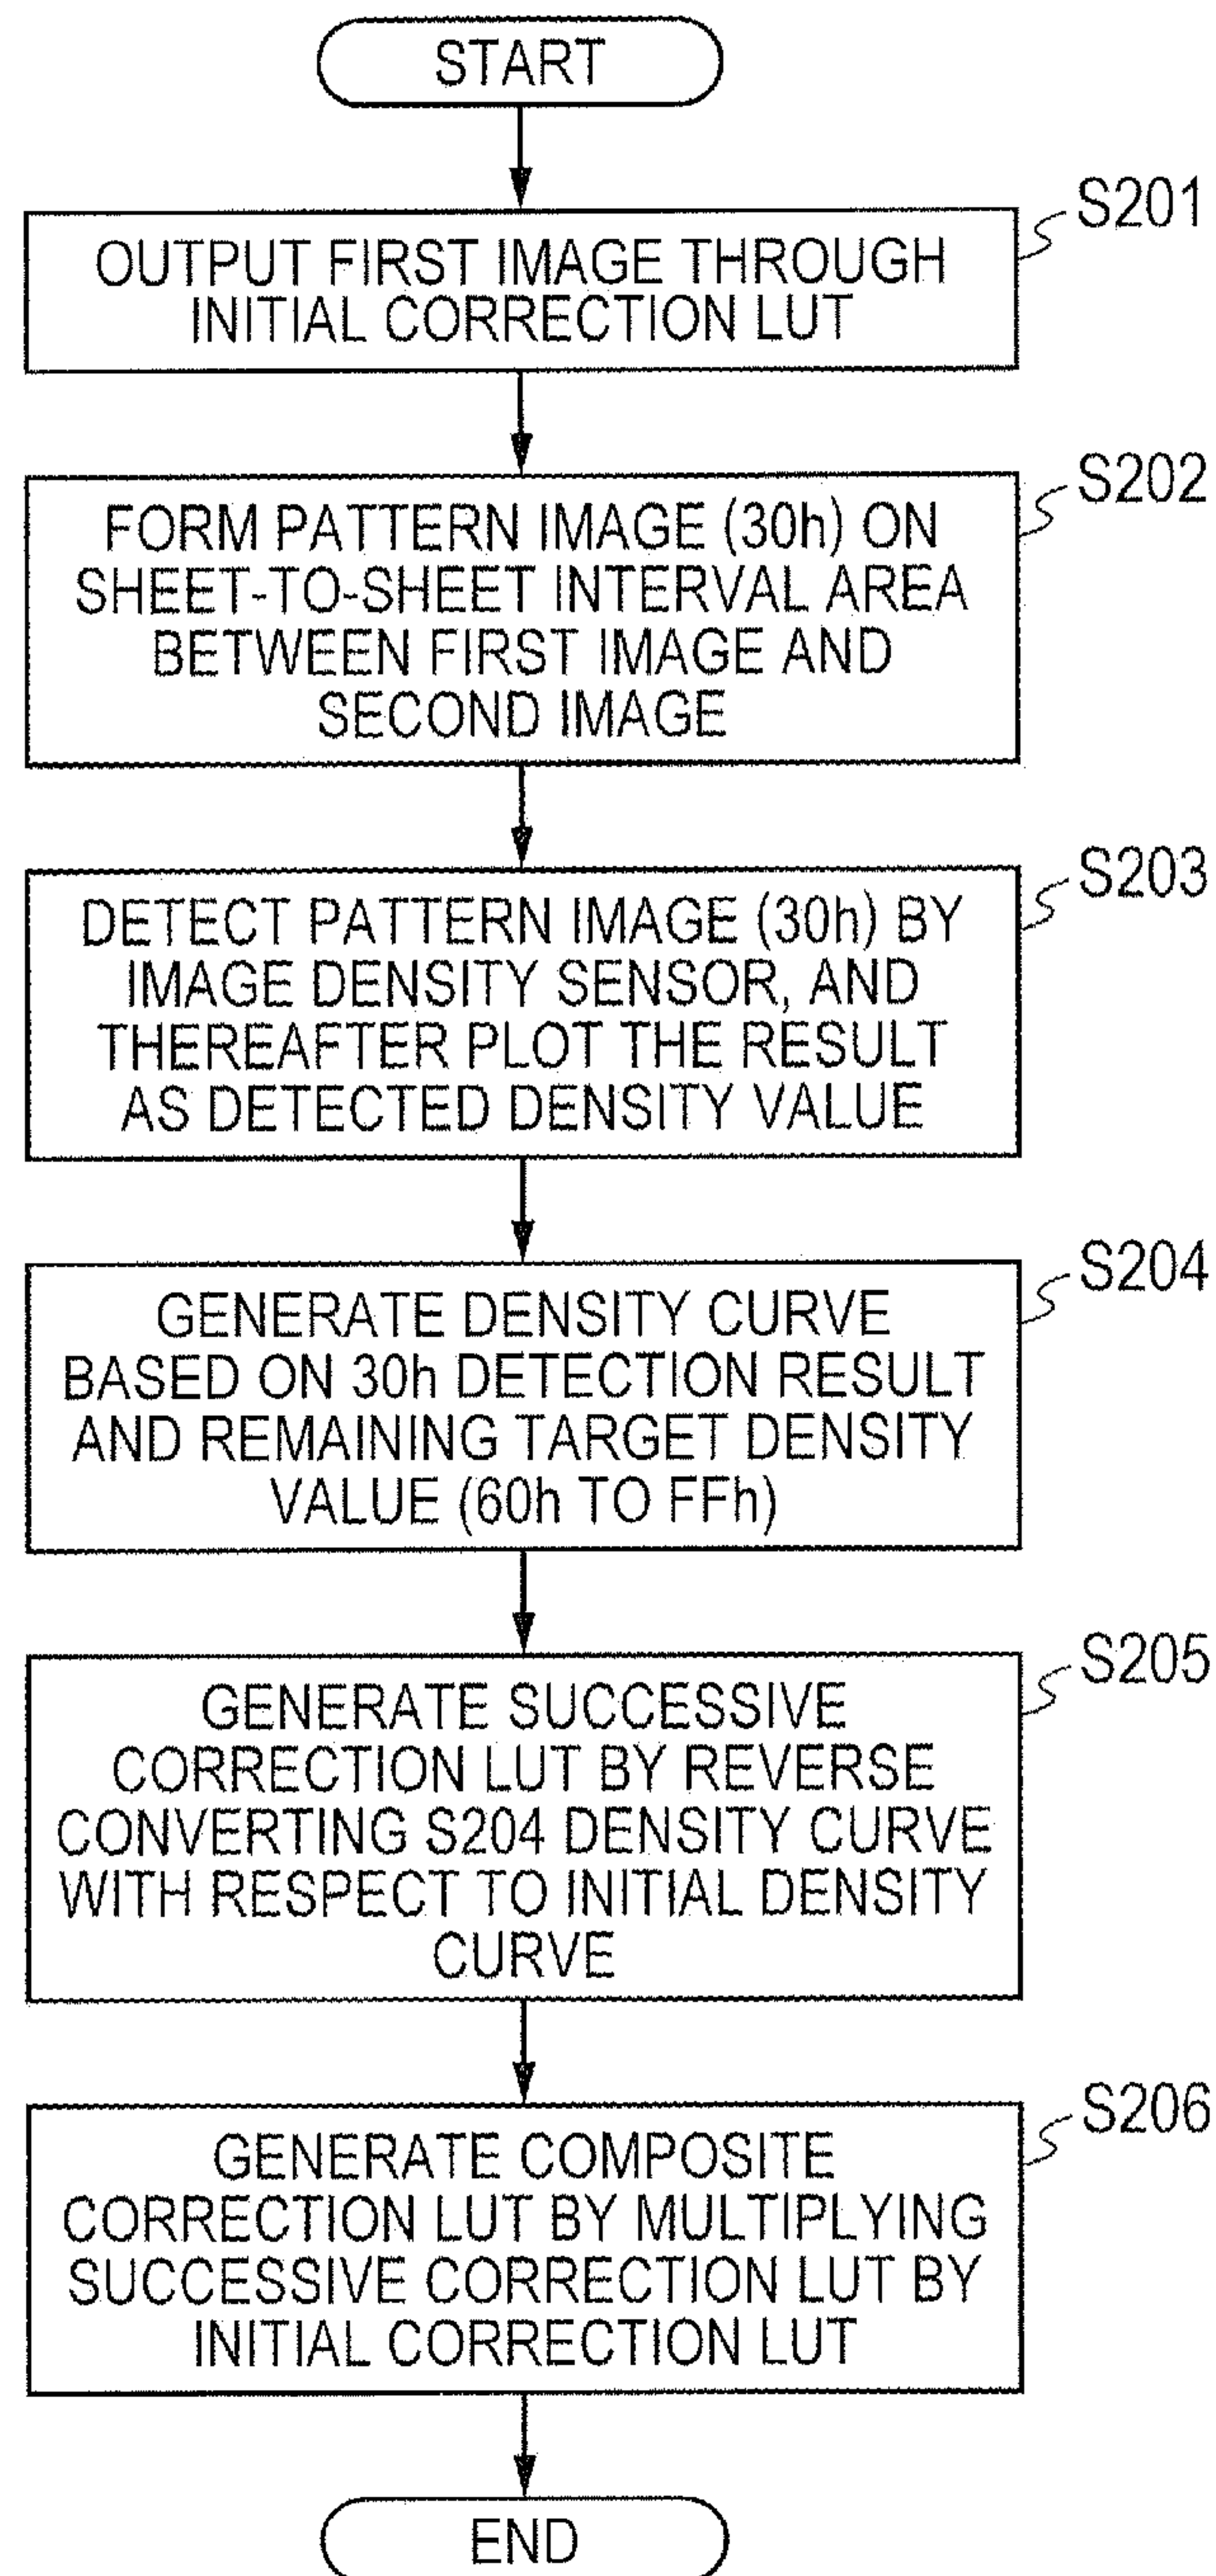 START
S201
OUTPUT FIRST IMAGE THROUGH
INITIAL CORRECTION LUT
S202
FORM PATTERN IMAGE (30h) ON
SHEET-TO-SHEET INTERVAL AREA
BETWEEN FIRST IMAGE AND
SECOND IMAGE
S203
DETECT PATTERN IMAGE (30h) BY
IMAGE DENSITY SENSOR, AND
THEREAFTER PLOT THE RESULT
AS DETECTED DENSITY VALUE
S204
GENERATE DENSITY CURVE
BASED ON 30h DETECTION RESULT
AND REMAINING TARGET DENSITY
VALUE (60h TO FFh)
S205
GENERATE SUCCESSIVE
CORRECTION LUT BY REVERSE
CONVERTING S204 DENSITY CURVE
WITH RESPECT TO INITIAL DENSITY
CURVE
S206
GENERATE COMPOSITE
CORRECTION LUT BY MULTIPLYING
SUCCESSIVE CORRECTION LUT BY
INITIAL CORRECTION LUT
END